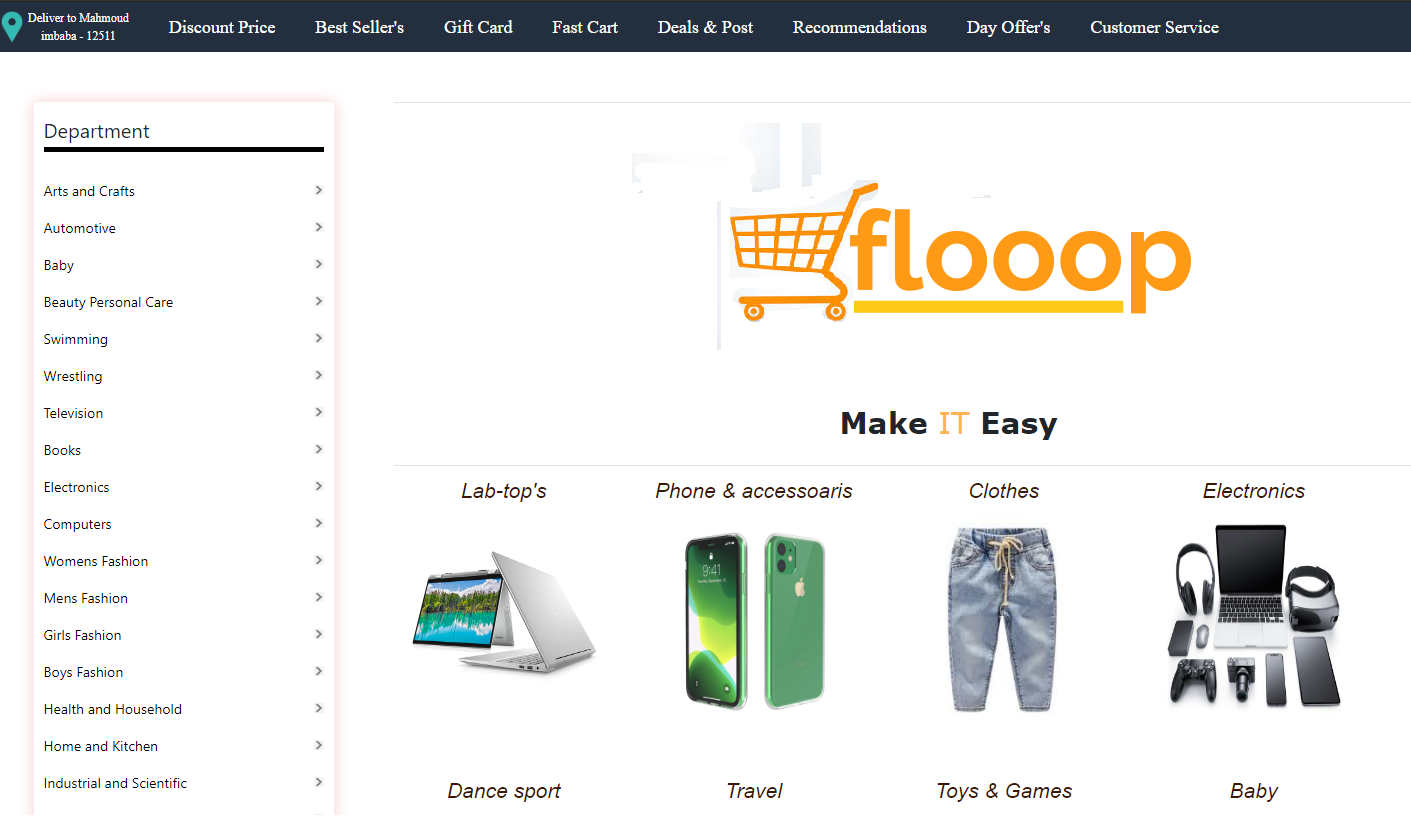 Deliver to Mahmoud
imbaba - 12511
Discount Price
Best Seller's
Gift Card
Fast Cart
Deals & Post
Recommendations
Day Offer's
Customer Service
Department
Arts and Crafts
Automotive
Baby
Beauty Personal Care
Swimming
Wrestling
Television
Books
Electronics
Computers
Womens Fashion
Mens Fashion
Girls Fashion
Boys Fashion
Health and Household
Home and Kitchen
Industrial and Scientific
flooop
Make IT Easy
Lab-top's
Phone & accessoaris
Clothes
Electronics
9:41
Dance sport
Travel
Toys & Games
Baby